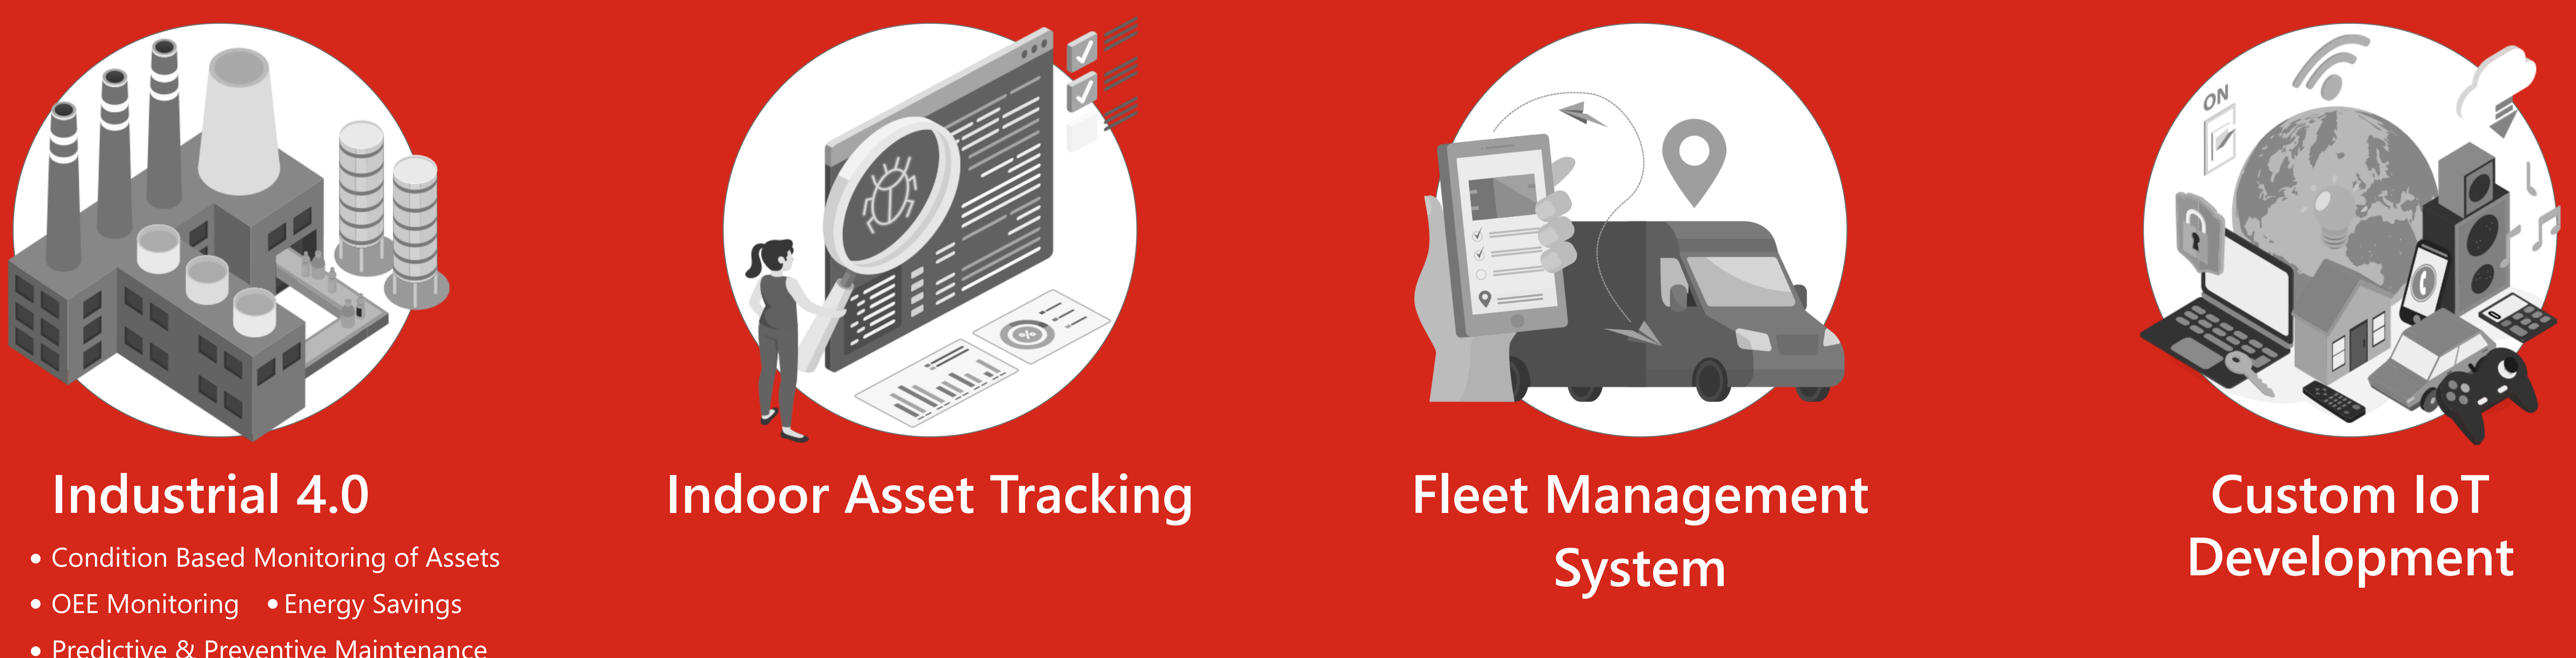 ON
%
Industrial 4.0
• Condition Based Monitoring of Assets
• OEE Monitoring • Energy Savings
• Predictive & Preventive Maintenance
Indoor Asset Tracking
Fleet Management
System
Custom IoT
Development